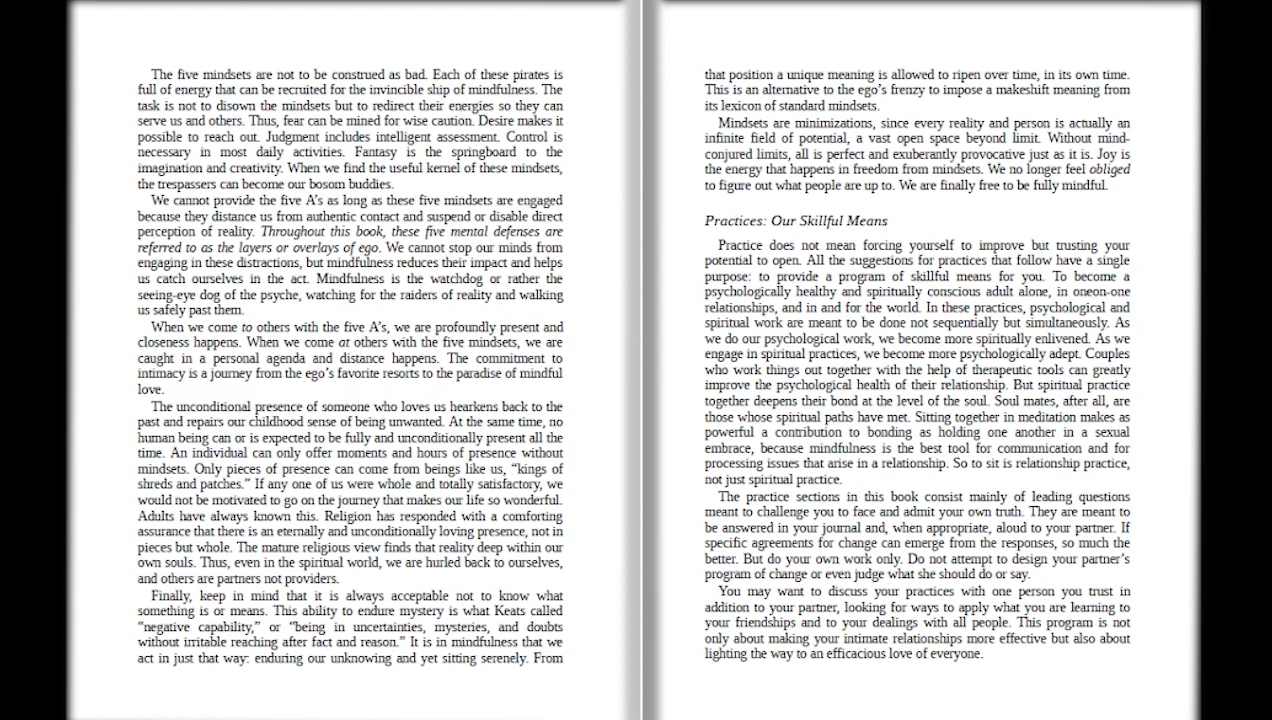 The five mindsets are not to be construed as bad. Each of these pirates is
full of energy that can be recruited for the invincible ship of mindfulness. The
task is not to disown the mindsets but to redirect their energies so they can
serve us and others. Thus, fear can be mined for wise caution. Desire makes it
possible to reach out. Judgment includes intelligent assessment. Control is
necessary in most daily activities. Fantasy is the springboard to the
imagination and creativity. When we find the useful kernel of these mindsets,
the trespassers can become our bosom buddies.
We cannot provide the five A's as long as these five mindsets are engaged
because they distance us from authentic contact and suspend or disable direct
perception of reality. Throughout this book, these five mental defenses are
referred to as the layers or overlays of ego. We cannot stop our minds from
engaging in these distractions, but mindfulness reduces their impact and helps
us catch ourselves in the act. Mindfulness is the watchdog or rather the
seeing-eye dog of the psyche, watching for the raiders of reality and walking
us safely past them.
When we come to others with the five A's, we are profoundly present and
closeness happens. When we come at others with the five mindsets, we are
caught in a personal agenda and distance happens. The commitment to
intimacy is a journey from the ego's favorite resorts to the paradise of mindful
love.
The unconditional presence of someone who loves us hearkens back to the
past and repairs our childhood sense of being unwanted. At the same time, no
human being can or is expected to be fully and unconditionally present all the
time. An individual can only offer moments and hours of presence without
mindsets. Only pieces of presence can come from beings like us, “kings of
shreds and patches.” If any one of us were whole and totally satisfactory, we
would not be motivated to go on the journey that makes our life so wonderful.
Adults have always known this. Religion has responded with a comforting
assurance that there is an eternally and unconditionally loving presence, not in
pieces but whole. The mature religious view finds that reality deep within our
own souls. Thus, even in the spiritual world, we are hurled back to ourselves,
and others are partners not providers.
Finally, keep in mind that it is always acceptable not to know what
something is or means. This ability to endure mystery is what Keats called
“negative capability,” or “being in uncertainties, mysteries, and doubts
without irritable reaching after fact and reason.” It is in mindfulness that we
act in just that way: enduring our unknowing and yet sitting serenely. From
that position a unique meaning is allowed to ripen over time, in its own time.
This is an alternative to the ego's frenzy to impose a makeshift meaning from
its lexicon of standard mindsets.
Mindsets are minimizations, since every reality and person is actually an
infinite field of potential, a vast open space beyond limit. Without mind-
conjured limits, all is perfect and exuberantly provocative just as it is. Joy is
the energy that happens in freedom from mindsets. We no longer feel obliged
to figure out what people are up to. We are finally free to be fully mindful.
Practices: Our Skillful Means
Practice does not mean forcing yourself to improve but trusting your
potential to open. All the suggestions for practices that follow have a single
purpose: to provide a program of skillful means for you. To become a
psychologically healthy and spiritually conscious adult alone, in oneon-one
relationships, and in and for the world. In these practices, psychological and
spiritual work are meant to be done not sequentially but simultaneously. As
we do our psychological work, we become more spiritually enlivened. As we
engage in spiritual practices, we become more psychologically adept. Couples
who work things out together with the help of therapeutic tools can greatly
improve the psychological health of their relationship. But spiritual practice
together deepens their bond at the level of the soul. Soul mates, after all, are
those whose spiritual paths have met. Sitting together in meditation makes as
powerful a contribution to bonding as holding one another in a sexual
embrace, because mindfulness is the best tool for communication and for
processing issues that arise in a relationship. So to sit is relationship practice,
not just spiritual practice.
The practice sections in this book consist mainly of leading questions
meant to challenge you to face and admit your own truth. They are meant to
be answered in your journal and, when appropriate, aloud to your partner. If
specific agreements for change can emerge from the responses, so much the
better. But do your own work only. Do not attempt to design your partner's
program of change or even judge what she should do or say.
You may want to discuss your practices with one person you trust in
addition to your partner, looking for ways to apply what you are learning to
your friendships and to your dealings with all people. This program is not
only about making your intimate relationships more effective but also about
lighting the way to an efficacious love of everyone.